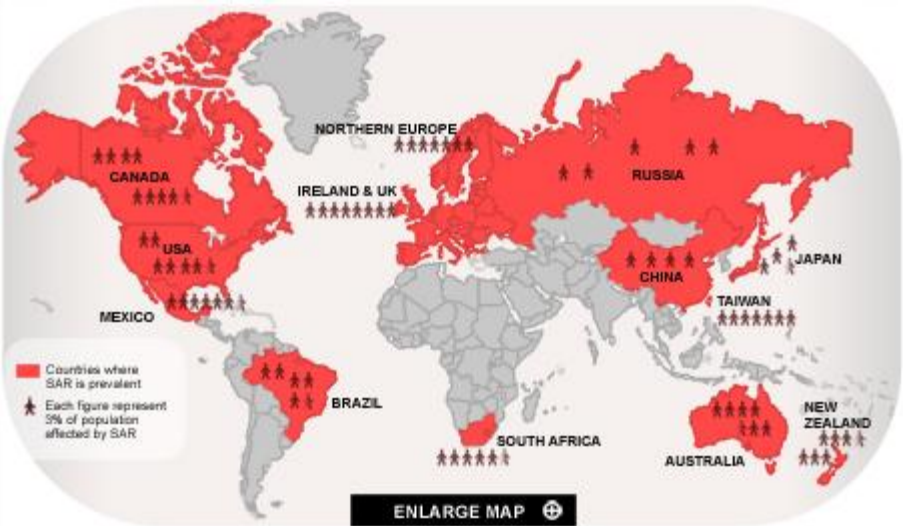 NORTHERN EUROPE
CANADA
IRELAND & UK
RUSSIA
USA
CHINA
JAPAN
MEXICO
TAIWAN
Countries where
SAR is prevalent
Each figure represent
3% of population
affected by SAR
BRAZIL
SOUTH AFRICA
AUSTRALIA
NEW
ZEALAND
ENLARGE MAP